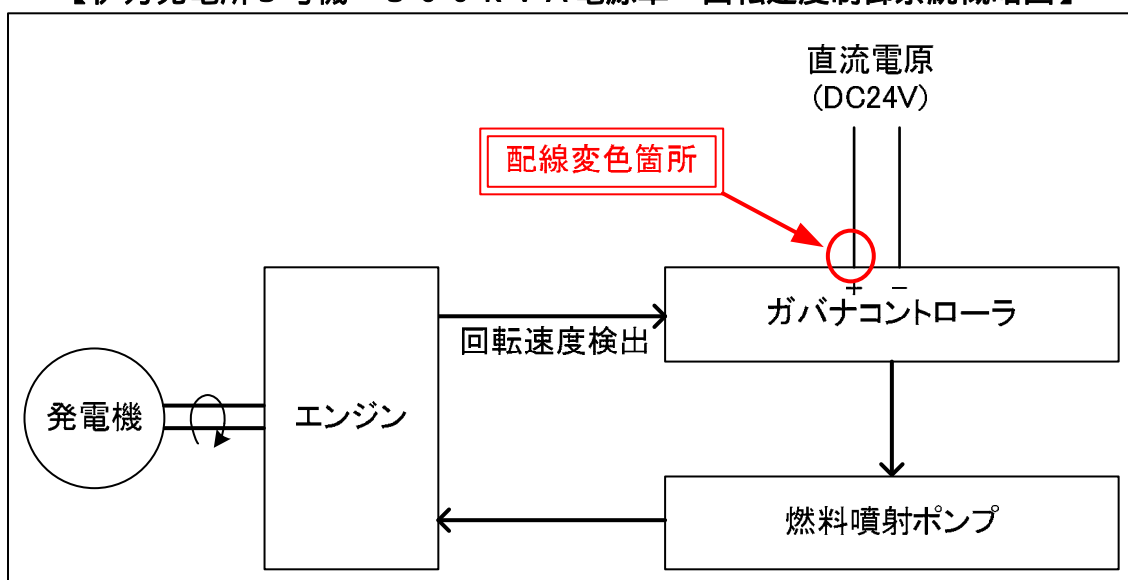 直流電源
(DC24V)
配線変色箇所
+ −
ガバナコントローラ
回転速度検出
発電機
エンジン
燃料噴射ポンプ